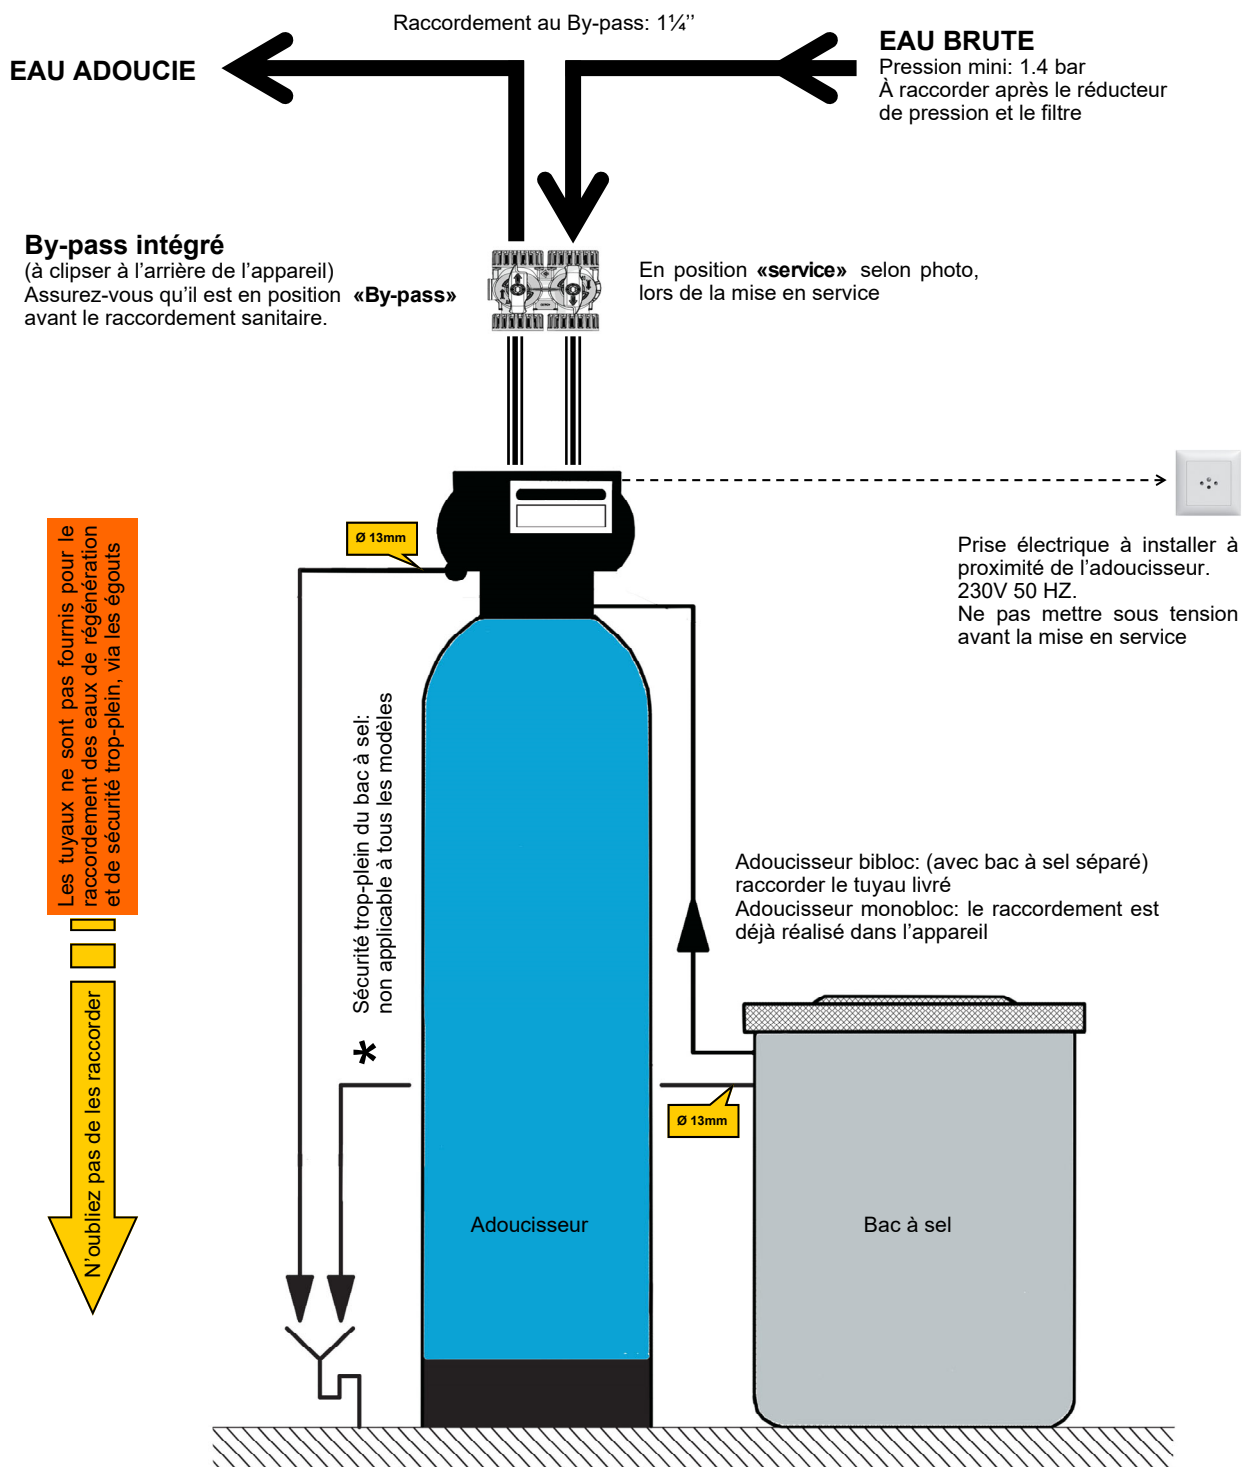 Raccordement au By-pass: 1¼’’
EAU ADOUCIE
EAU BRUTE
Pression mini: 1.4 bar
À raccorder après le réducteur
de pression et le filtre
By-pass intégré
(à clipser à l’arrière de l’appareil)
Assurez-vous qu’il est en position «By-pass»
avant le raccordement sanitaire.
En position «service» selon photo,
lors de la mise en service
Ø 13mm
Prise électrique à installer à
proximité de l’adoucisseur.
230V 50 HZ.
Ne pas mettre sous tension
avant la mise en service
Les tuyaux ne sont pas fournis pour le
raccordement des eaux de régénération
et de sécurité trop-plein, via les égouts
N’oubliez pas de les raccorder
* Sécurité trop-plein du bac à sel:
non applicable à tous les modèles
Adoucisseur bibloc: (avec bac à sel séparé)
raccorder le tuyau livré
Adoucisseur monobloc: le raccordement est
déjà réalisé dans l’appareil
Ø 13mm
Adoucisseur
Bac à sel